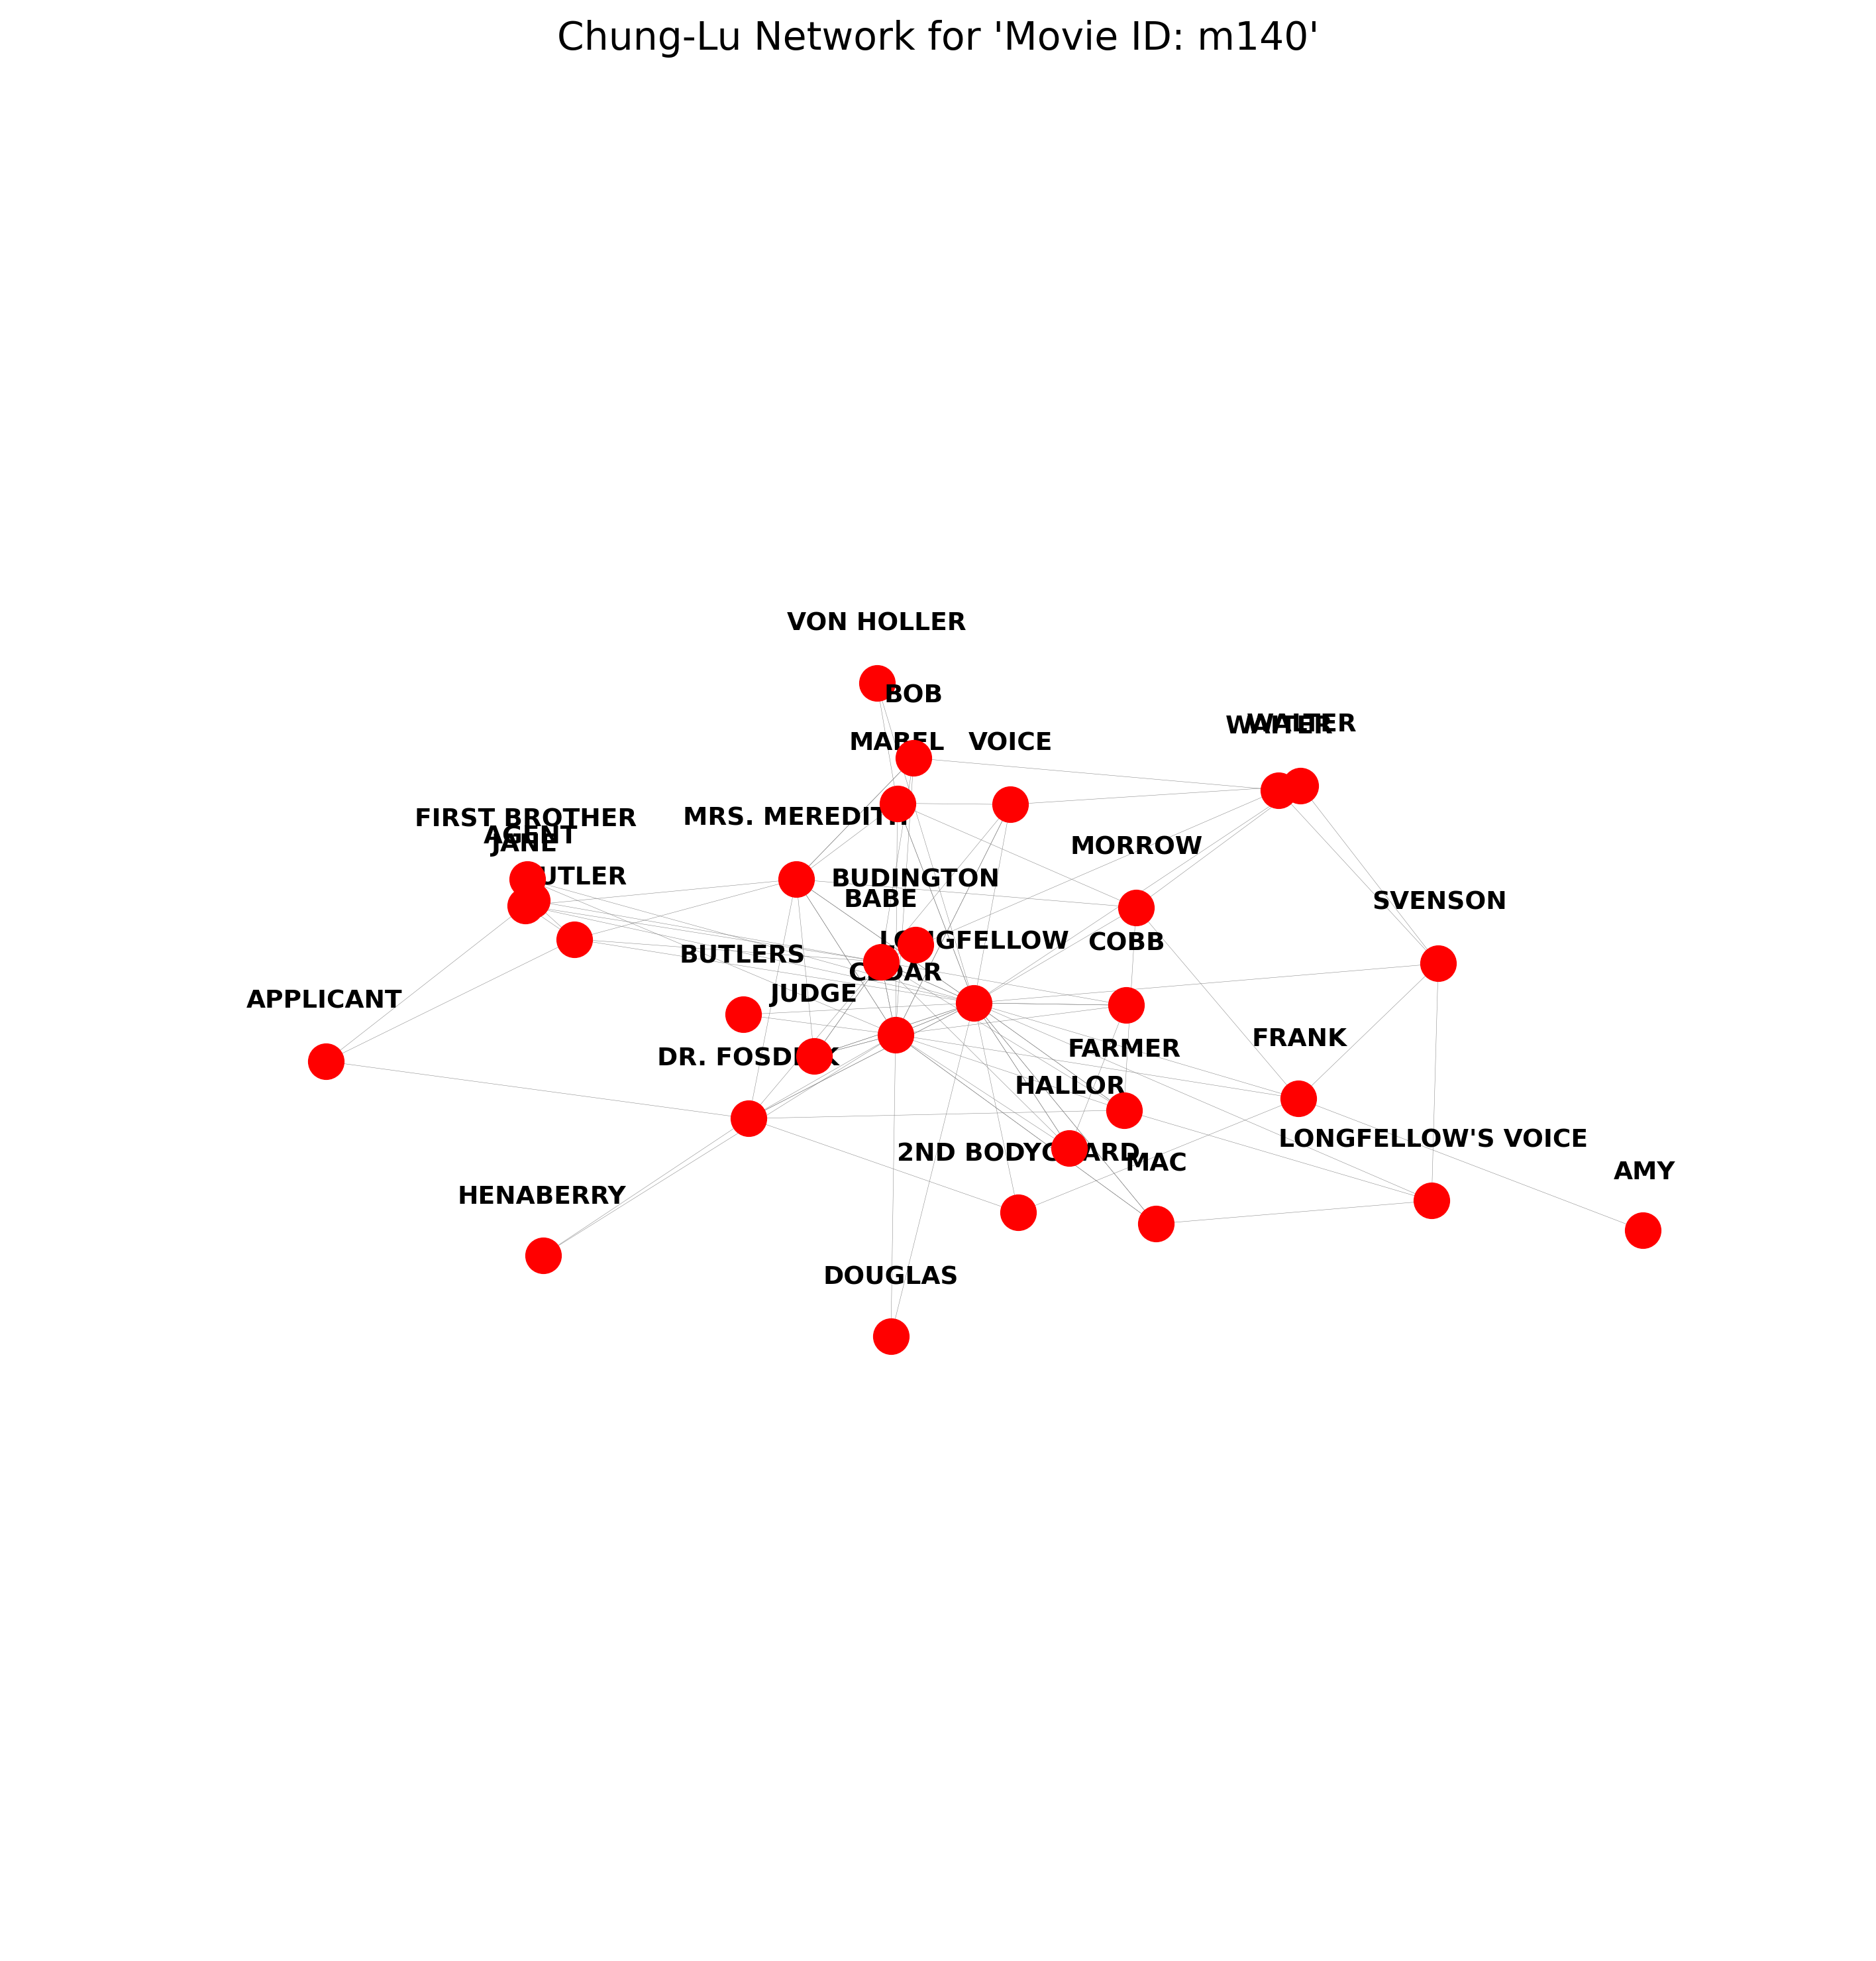 Chung-Lu Network for 'Movie ID: m140'
VON HOLLER
BOB
MABEL
VOICE
WAITER
WALTER
MRS. MEREDITH
FIRST BROTHER
AGENT
JANE
BUTLER
MORROW
BUDINGTON
BABE
SVENSON
LONGFELLOW
COBB
BUTLERS
CEDAR
JUDGE
APPLICANT
FRANK
FARMER
DR. FOSDICK
HALLOR
LONGFELLOW'S VOICE
2ND BODYGUARD
MAC
AMY
HENABERRY
DOUGLAS